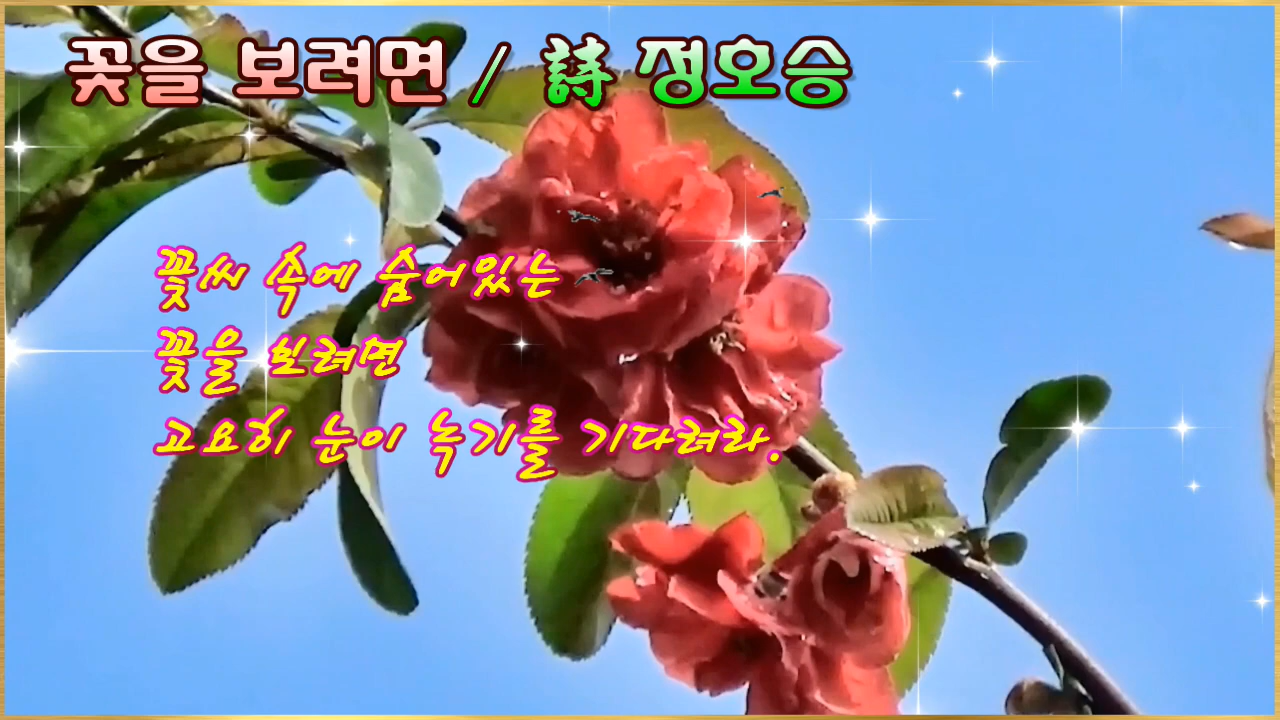 꽃을 보려면 / 詩 정호승
꽃씨 속에 숨어있는
꽃을 보려면
고요히 눈이 녹기를 기다려라.